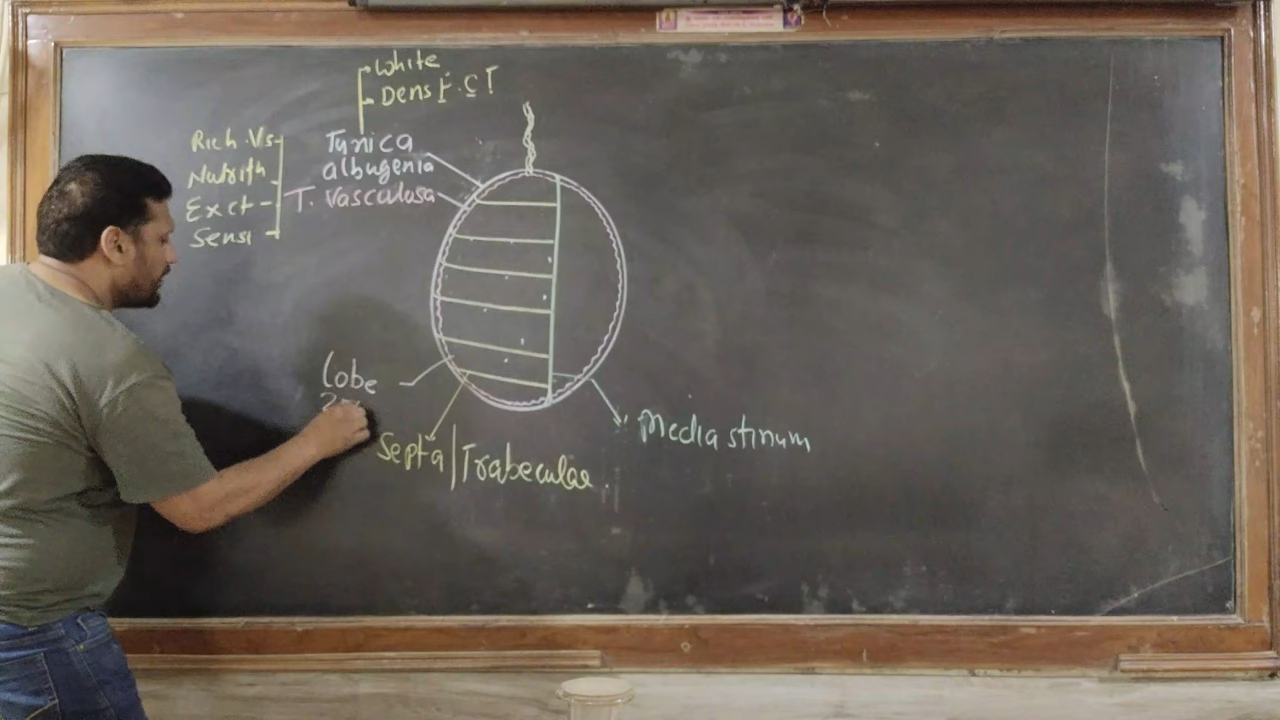 White
Dens F.CT
Rich.Vs
Tunica
albugenia
Nutrith
T. Vasculosa
Exct
Sensi
Lobe
Mediastinum
Septa|Trabeculae.